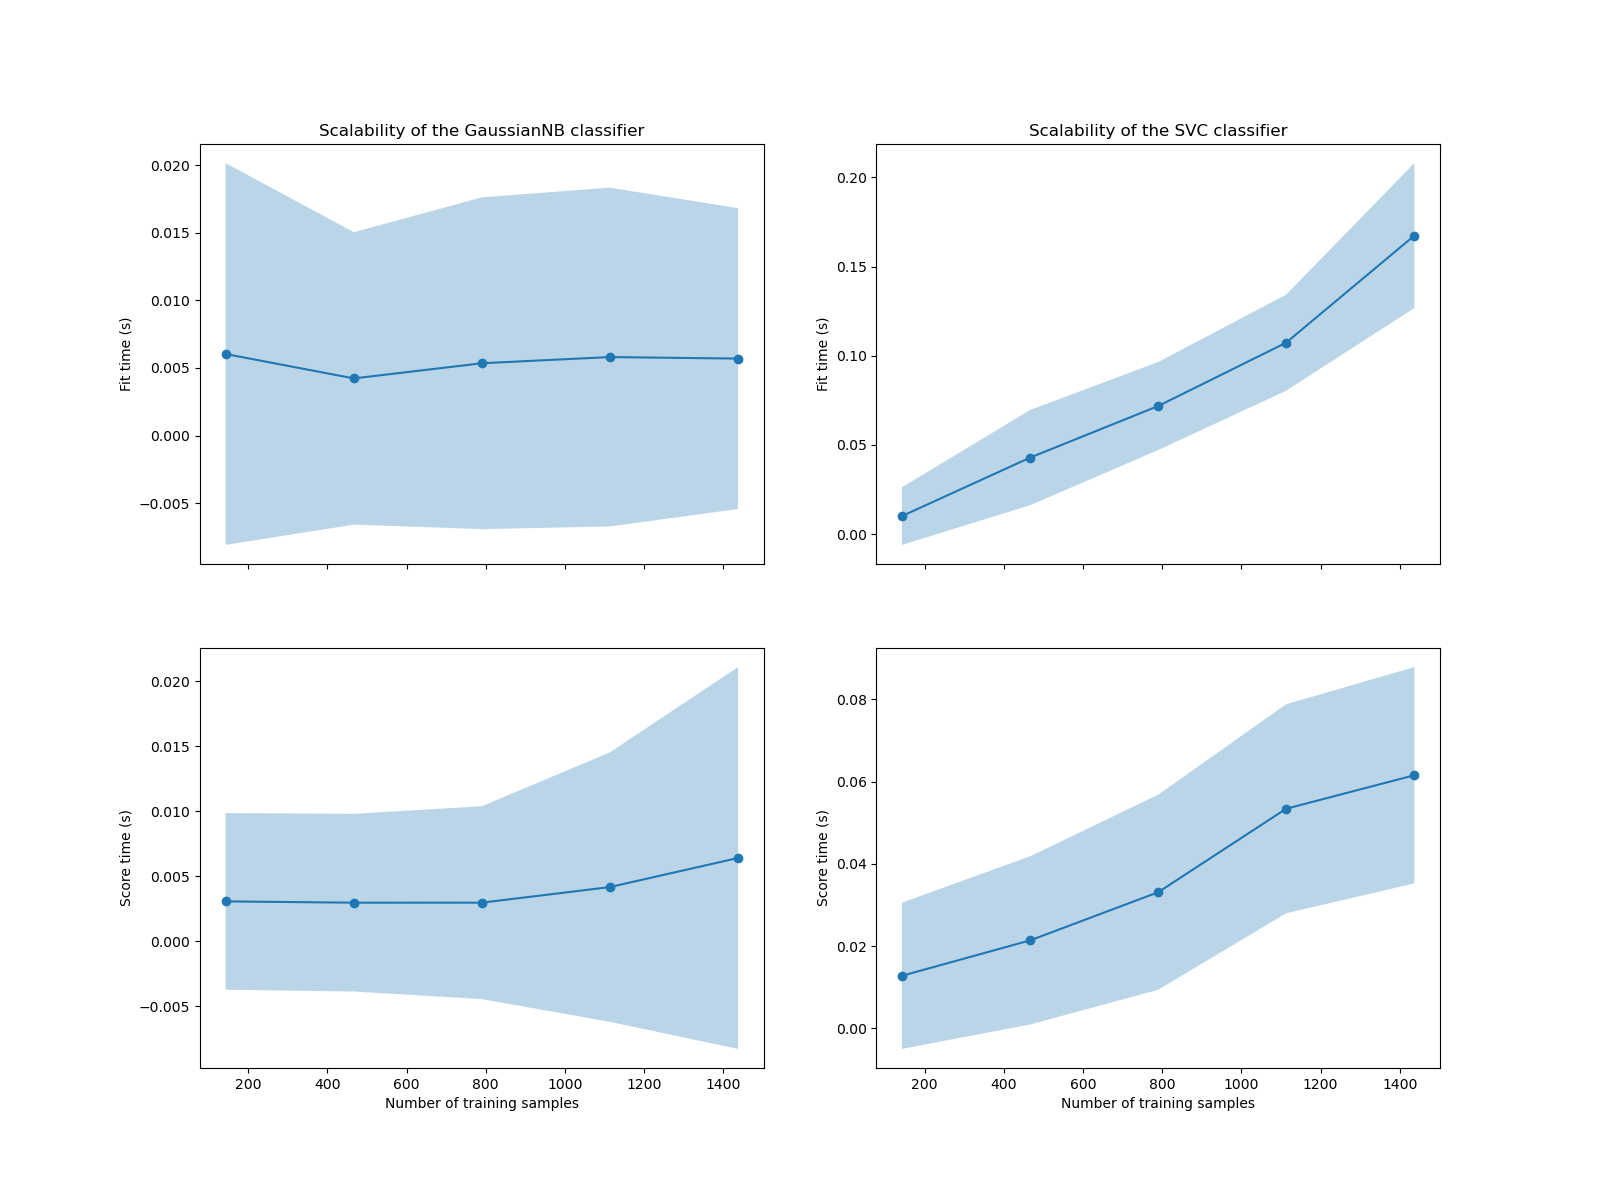 Scalability of the GaussianNB classifier
0.020
0.015
0.010
0.005
0.000
−0.005
Fit time (s)
Scalability of the SVC classifier
0.20
0.15
0.10
0.05
0.00
Fit time (s)
0.020
0.015
0.010
0.005
0.000
−0.005
Score time (s)
200 400 600 800 1000 1200 1400
Number of training samples
0.08
0.06
0.04
0.02
0.00
Score time (s)
200 400 600 800 1000 1200 1400
Number of training samples